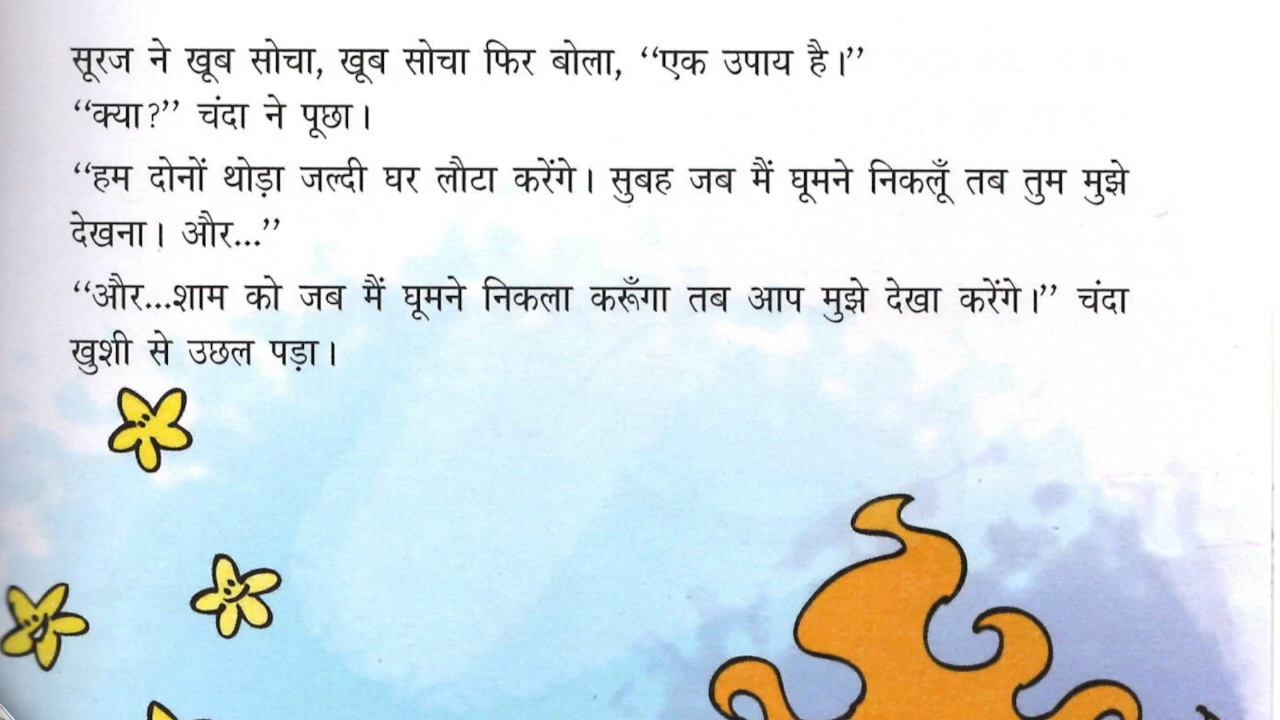 सूरज ने खूब सोचा, खूब सोचा फिर बोला, “एक उपाय है।”
“क्या?” चंदा ने पूछा।
“हम दोनों थोड़ा जल्दी घर लौटा करेंगे। सुबह जब मैं घूमने निकलूँ तब तुम मुझे
देखना। और...”
“और...शाम को जब मैं घूमने निकला करूँगा तब आप मुझे देखा करेंगे।” चंदा
खुशी से उछल पड़ा।